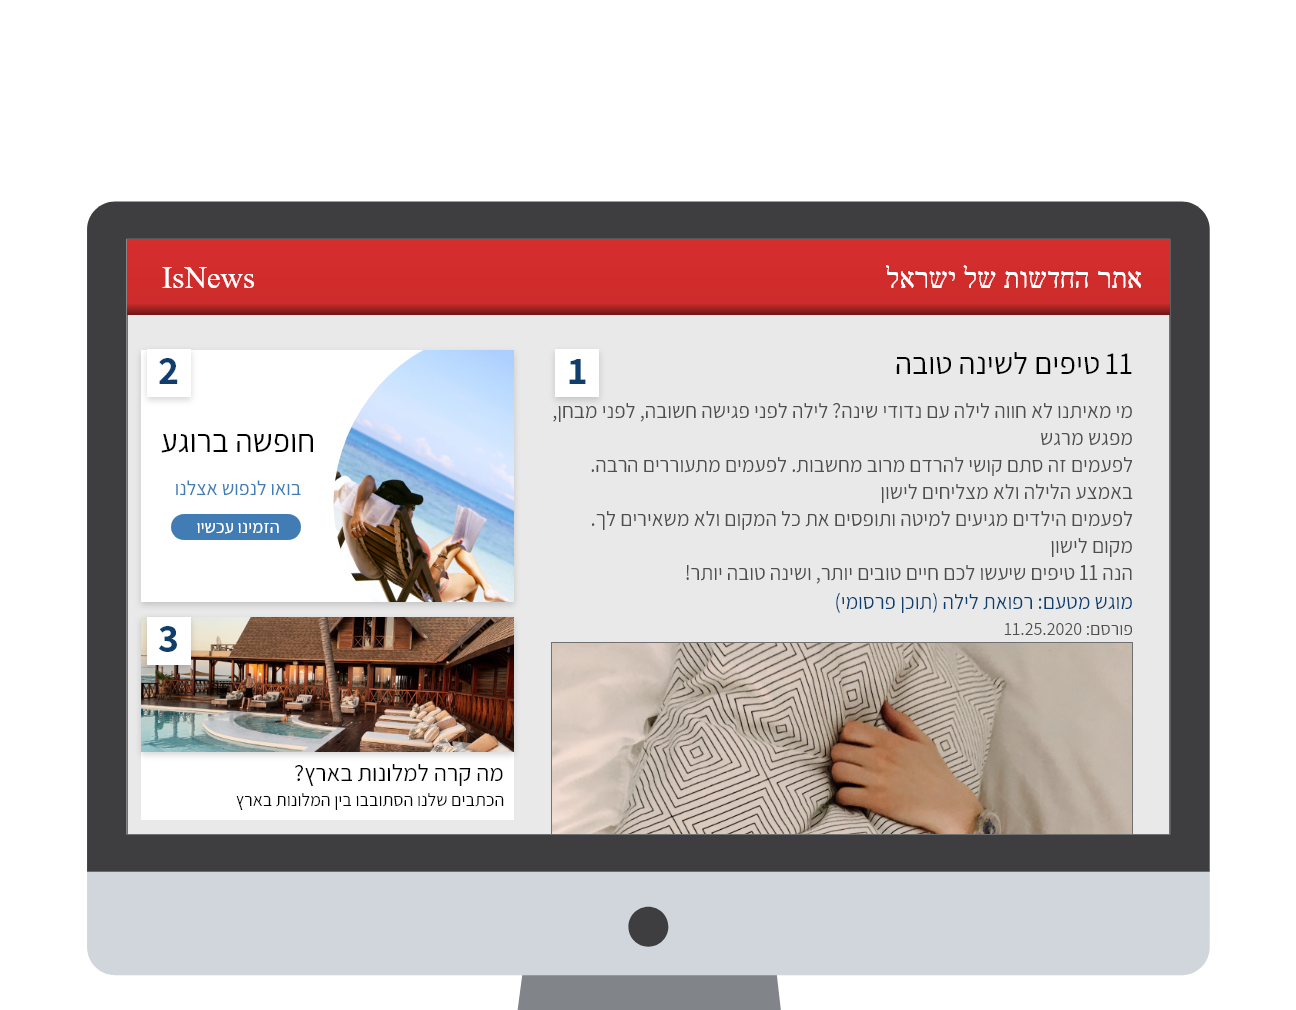 אתר החדשות של ישראל
IsNews
1
11 טיפים לשינה טובה
מי מאיתנו לא חווה לילה עם נדודי שינה? לילה לפני פגישה חשובה, לפני מבחן,
מפגש מרגש
לפעמים זה סתם קושי להרדם מרוב מחשבות. לפעמים מתעוררים הרבה.
באמצע הלילה ולא מצליחים לישון
לפעמים הילדים מגיעים למיטה ותופסים את כל המקום ולא משאירים לך.
מקום לישון
הנה 11 טיפים שיעשו לכם חיים טובים יותר, ושינה טובה יותר!
מוגש מטעם: רפואת לילה (תוכן פרסומי)
פורסם: 11.25.2020
2
חופשה ברוגע
בואו לנפוש אצלנו
הזמינו עכשיו
3
מה קרה למלונות בארץ?
הכתבים שלנו הסתובבו בין המלונות בארץ